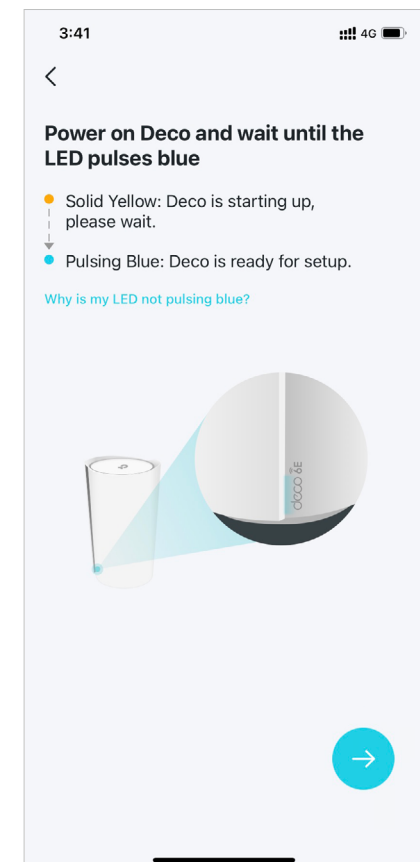 3:41
4G
Power on Deco and wait until the
LED pulses blue
Solid Yellow: Deco is starting up,
please wait.
Pulsing Blue: Deco is ready for setup.
Why is my LED not pulsing blue?
deco 6E